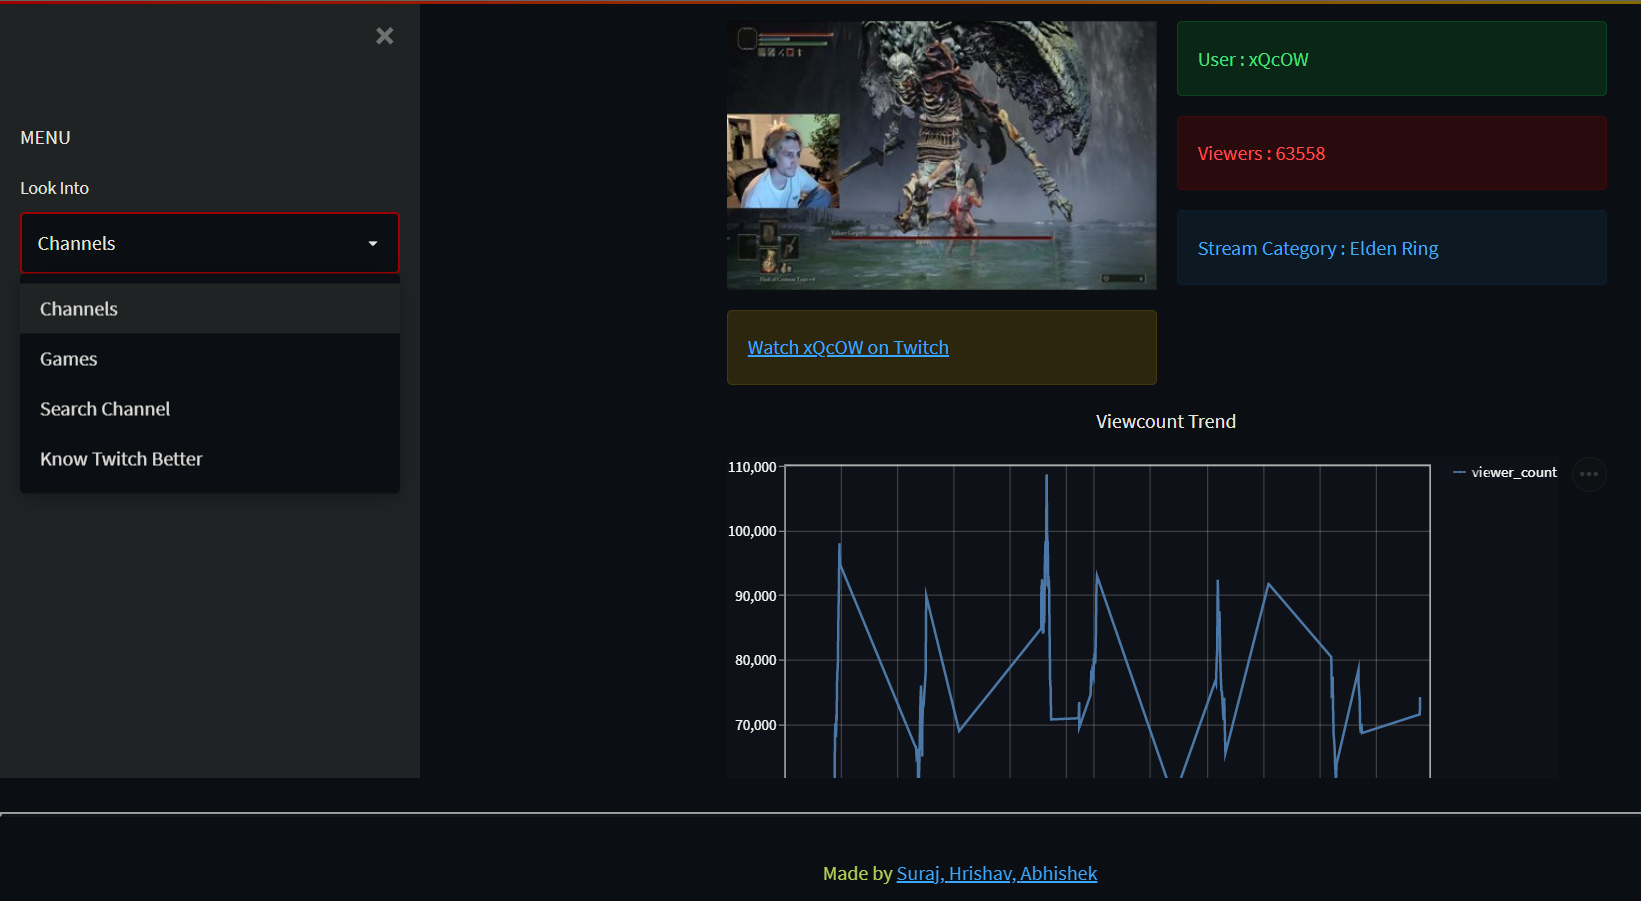 MENU
Look Into
Channels
Channels
Games
Search Channel
Know Twitch Better
User : xQcOW
Viewers : 63558
Stream Category : Elden Ring
Watch xQcOW on Twitch
Viewcount Trend
110,000
100,000
90,000
80,000
70,000
viewer_count
Made by Suraj, Hrishav, Abhishek